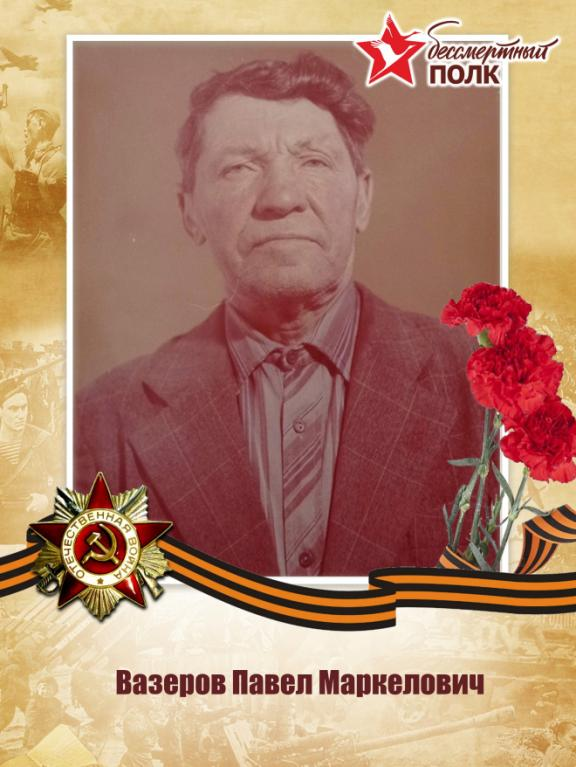 бессмертный
ПОЛК
ОТЕЧЕСТВЕННАЯ ВОЙНА
Вазеров Павел Маркелович